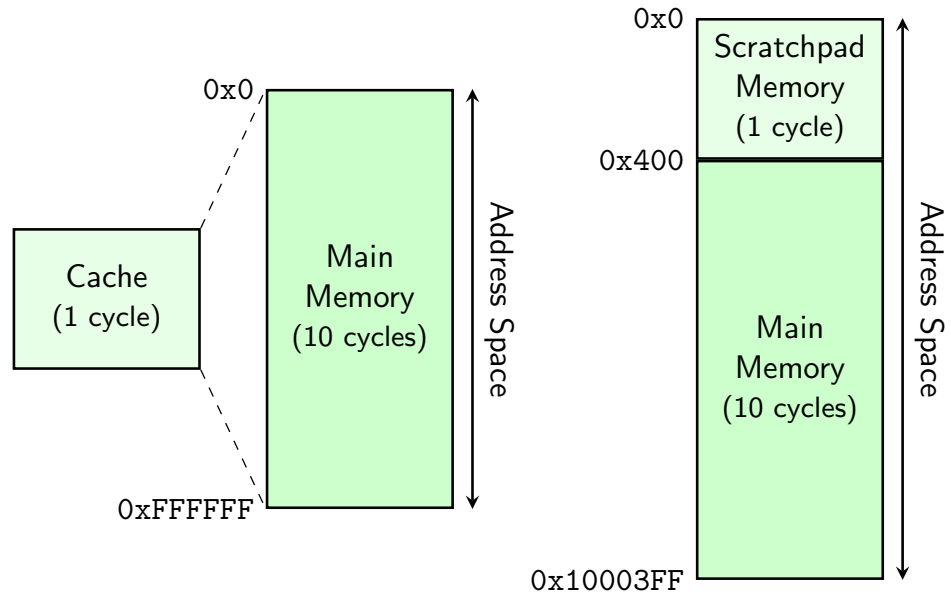 0x0
Cache
(1 cycle)
Main
Memory
(10 cycles)
Address Space
0xFFFFFF
0x0
Scratchpad
Memory
(1 cycle)
0x400
Main
Memory
(10 cycles)
Address Space
0x10003FF